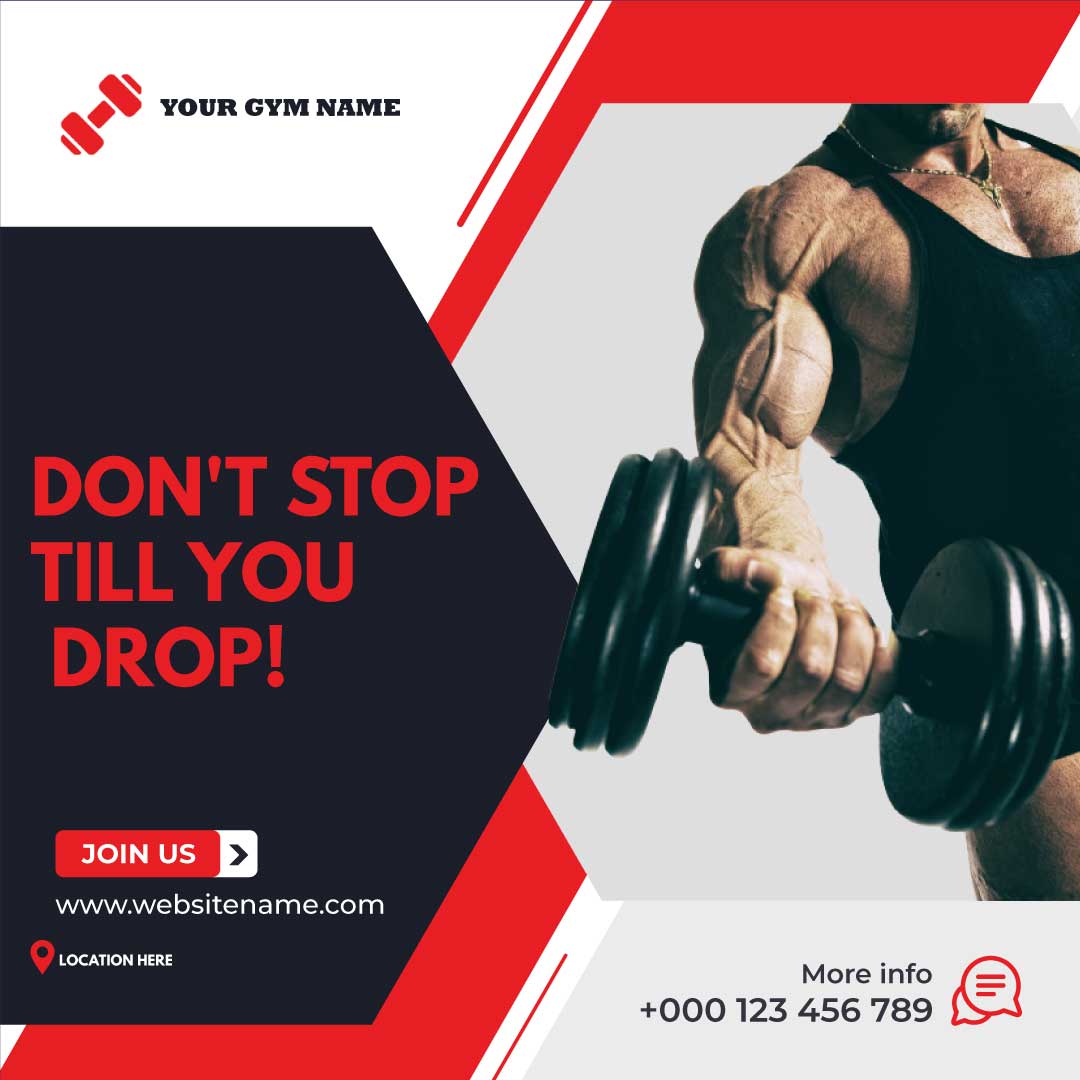 YOUR GYM NAME
DON'T STOP
TILL YOU
DROP!
JOIN US
www.websitename.com
LOCATION HERE
More info
+000 123 456 789